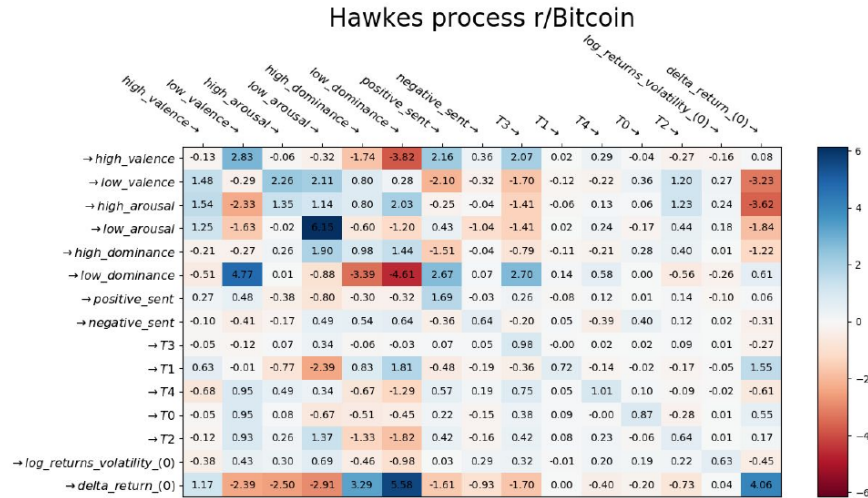 Hawkes process r/Bitcoin
high_valence→ low_valence→ high_arousal→ low_arousal→ high_dominance→ low_dominance→ positive_sent→ negative_sent→ T3→ T1→ T4→ T0→ T2→ log_returns_volatility_(0)→ delta_return_(0)→
→high_valence -0.13 2.83 -0.06 -0.32 -1.74 -3.82 2.16 0.36 2.07 0.02 0.29 -0.04 -0.27 -0.16 0.08
→low_valence 1.48 -0.29 2.26 2.11 0.80 0.28 -2.10 -0.32 -1.70 -0.12 -0.22 0.36 1.20 0.27 -3.23
→high_arousal 1.54 -2.33 1.35 1.14 0.80 2.03 -0.25 -0.04 -1.41 -0.06 0.13 0.06 1.23 0.24 -3.62
→low_arousal 1.25 -1.63 -0.02 6.15 -0.60 -1.20 0.43 -1.04 -1.41 0.02 0.24 -0.17 0.44 0.18 -1.84
→high_dominance -0.21 -0.27 0.26 1.90 0.98 1.44 -1.51 -0.04 -0.79 -0.11 -0.21 0.28 0.40 0.01 -1.22
→low_dominance -0.51 4.77 0.01 -0.88 -3.39 -4.61 2.67 0.07 2.70 0.14 0.58 0.00 -0.56 -0.26 0.61
→positive_sent 0.27 0.48 -0.38 -0.80 -0.30 -0.32 1.69 -0.03 0.26 -0.08 0.12 0.01 0.14 -0.10 0.06
→negative_sent -0.10 -0.41 -0.17 0.49 0.54 0.64 -0.36 0.64 -0.20 0.05 -0.39 0.40 0.12 0.02 -0.31
→T3 -0.05 -0.12 0.07 0.34 -0.06 -0.03 0.07 0.05 0.98 -0.00 0.02 0.02 0.09 0.01 -0.27
→T1 0.63 -0.01 -0.77 -2.39 0.83 1.81 -0.48 -0.19 -0.36 0.72 -0.14 -0.02 -0.17 0.05 1.55
→T4 -0.68 0.95 0.49 0.34 -0.67 -1.29 0.57 0.19 0.75 0.05 1.01 0.10 -0.09 -0.02 -0.61
→T0 -0.05 0.95 0.08 -0.67 -0.51 -0.45 0.22 -0.15 0.38 0.09 -0.00 0.87 -0.28 0.01 0.55
→T2 -0.12 0.93 0.26 1.37 -1.33 -1.82 0.42 -0.16 0.42 0.08 0.23 -0.06 0.64 0.01 0.17
→log_returns_volatility_(0) -0.38 0.43 0.30 0.69 -0.46 -0.98 0.03 0.29 0.32 -0.01 0.20 0.19 0.22 0.63 -0.45
→delta_return_(0) 1.17 -2.39 -2.50 -2.91 3.29 5.58 -1.61 -0.93 -1.70 0.00 -0.40 -0.20 -0.73 0.04 4.06
6
4
2
0
−2
−4
−6